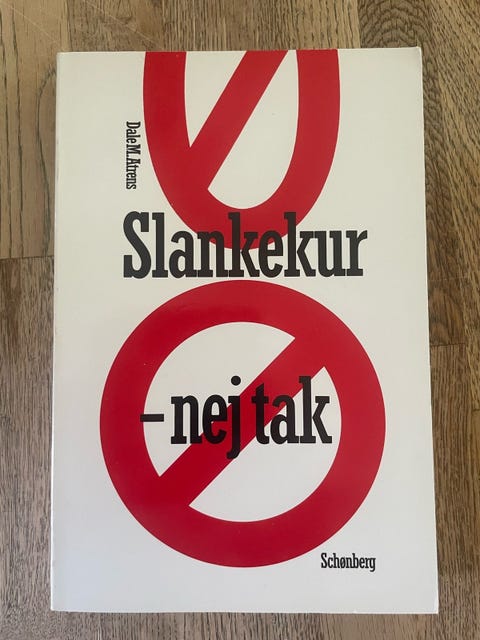 Dale M. Atrens
Slankekur
– nej tak
Schønberg